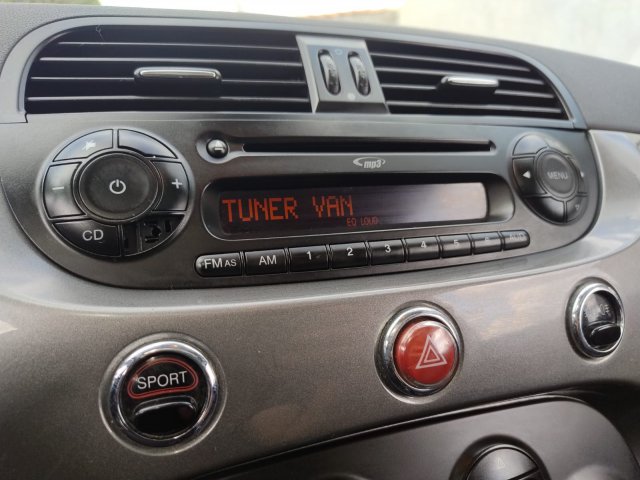 mp3
MENU
TUNER VAN
EQ LOUD
− +
CD
FM AS AM 1 2 3 4 5 6
SPORT